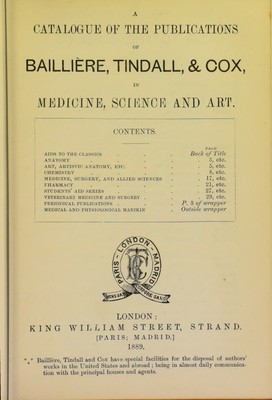 A
CATALOGUE OF THE PUBLICATIONS
OF
BAILLIÈRE, TINDALL, & COX,
IN
MEDICINE, SCIENCE AND ART.
CONTENTS.
PAGE
AIDS TO THE CLASSICS Back of Title
ANATOMY 5, etc.
ART, ARTISTIC ANATOMY, ETC. 5, etc.
CHEMISTRY 8, etc.
MEDICINE, SURGERY, AND ALLIED SCIENCES 17, etc.
PHARMACY 21, etc.
STUDENTS' AID SERIES 27, etc.
VETERINARY MEDICINE AND SURGERY 29, etc.
PERIODICAL PUBLICATIONS P. 3 of wrapper
MEDICAL AND PHYSIOLOGICAL MANIKIN Outside wrapper
PARIS · LONDON · MADRID
LONDON:
KING WILLIAM STREET, STRAND.
[PARIS; MADRID.]
1889.
*** Baillière, Tindall and Cox have special facilities for the disposal of authors'
works in the United States and abroad; being in almost daily communica-
tion with the principal houses and agents.